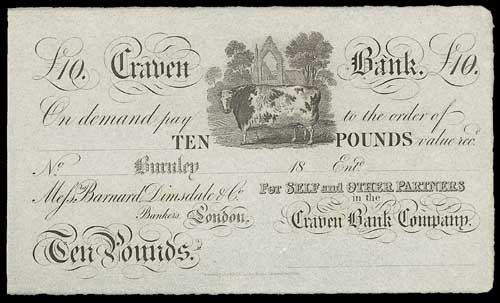 £10. Craven Bank. £10.
On demand pay to the order of
TEN POUNDS value recd.
No. Burnley 18 Entd.
Messrs. Barnard, Dimsdale & Co. For SELF and OTHER PARTNERS
Bankers, London. in the
Craven Bank Company.
Ten Pounds.